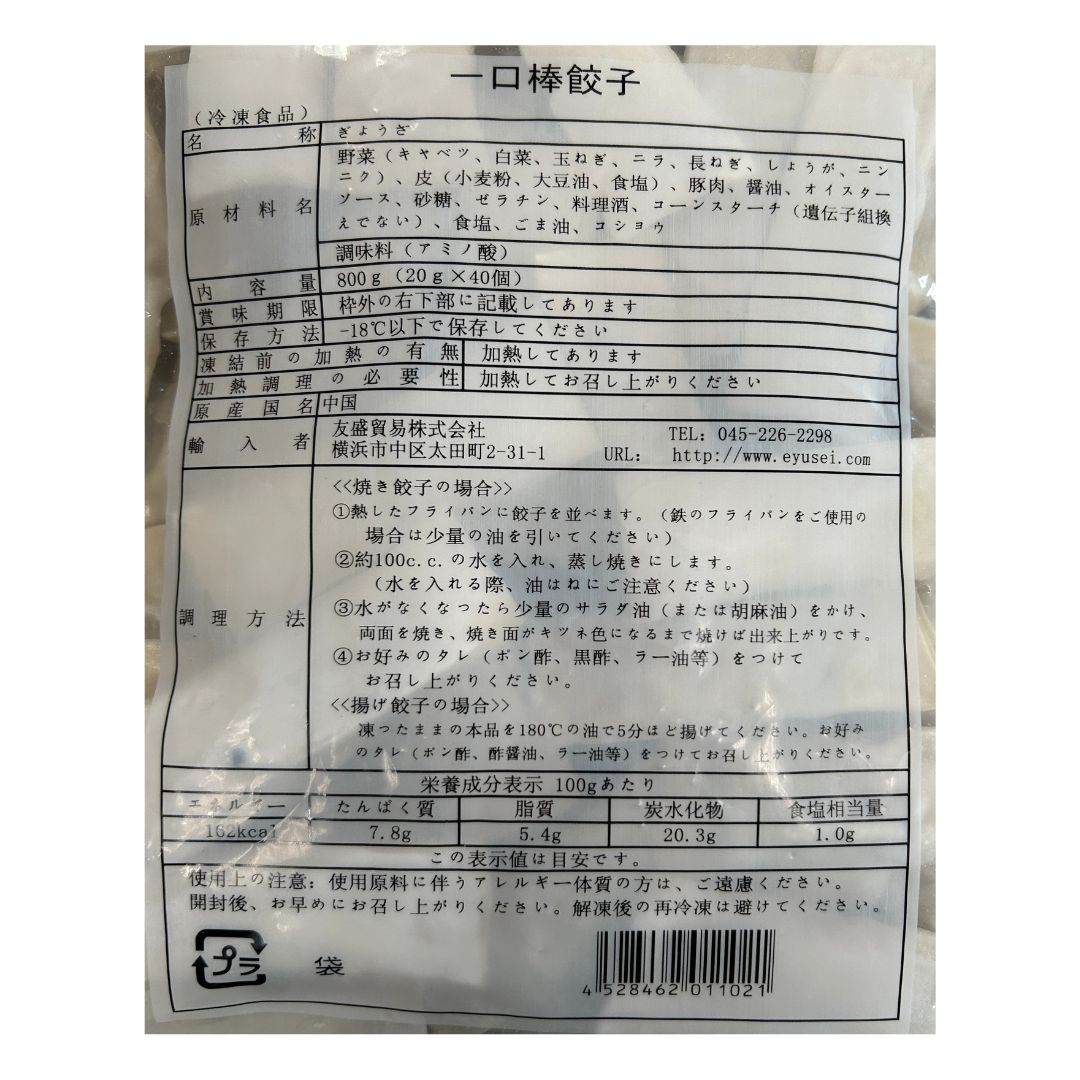 一口棒餃子
（冷凍食品）
名称 ぎょうざ
原材料名 野菜（キャベツ、白菜、玉ねぎ、ニラ、長ねぎ、しょうが、ニン
ニク）、皮（小麦粉、大豆油、食塩）、豚肉、醤油、オイスター
ソース、砂糖、ゼラチン、料理酒、コーンスターチ（遺伝子組換
えでない）、食塩、ごま油、コショウ
調味料（アミノ酸）
内容量 800g（20g×40個）
賞味期限 枠外の右下部に記載してあります
保存方法 -18℃以下で保存してください
凍結前の加熱の有無 加熱してあります
加熱調理の必要性 加熱してお召し上がりください
原産国名 中国
輸入者 友盛貿易株式会社 TEL: 045-226-2298
横浜市中区太田町2-31-1 URL: http://www.eyusei.com
調理方法 <<焼き餃子の場合>>
①熱したフライパンに餃子を並べます。（鉄のフライパンをご使用の
場合は少量の油を引いてください）
②約100c.c.の水を入れ、蒸し焼きにします。
（水を入れる際、油はねにご注意ください）
③水がなくなつたら少量のサラダ油（または胡麻油）をかけ、
両面を焼き、焼き面がキツネ色になるまで焼けば出来上がりです。
④お好みのタレ（ポン酢、黒酢、ラー油等）をつけて
お召し上がりください。
<<揚げ餃子の場合>>
凍つたままの本品を180℃の油で5分ほど揚げてください。お好み
のタレ（ポン酢、酢醤油、ラー油等）をつけてお召し上がりください。
栄養成分表示 100gあたり
エネルギー たんぱく質 脂質 炭水化物 食塩相当量
162kcal 7.8g 5.4g 20.3g 1.0g
この表示値は目安です。
使用上の注意: 使用原料に伴うアレルギー体質の方は、ご遠慮ください。
開封後、お早めにお召し上がりください。解凍後の再冷凍は避けてください。
プラ 袋
4 528462 011021